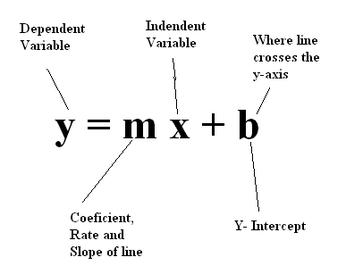 Dependent
Variable
Indendent
Variable
Where line
crosses the
y-axis
y = m x + b
Coeficient,
Rate and
Slope of line
Y- Intercept